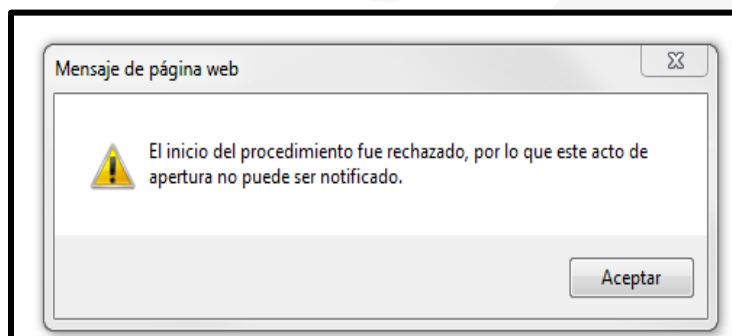 Mensaje de página web
El inicio del procedimiento fue rechazado, por lo que este acto de
apertura no puede ser notificado.
Aceptar